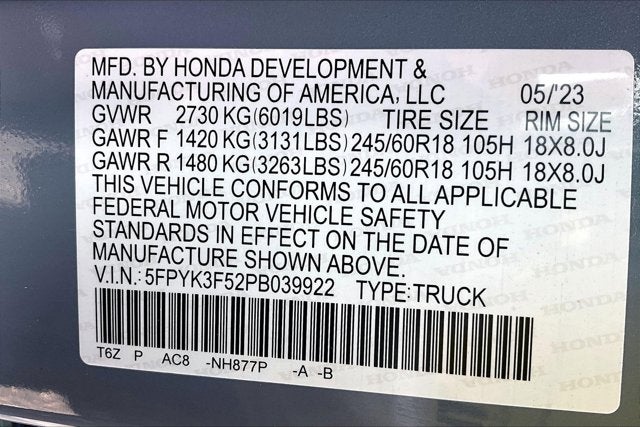 MFD. BY HONDA DEVELOPMENT &
MANUFACTURING OF AMERICA, LLC 05/'23
GVWR 2730 KG(6019LBS) TIRE SIZE RIM SIZE
GAWR F 1420 KG(3131LBS) 245/60R18 105H 18X8.0J
GAWR R 1480 KG(3263LBS) 245/60R18 105H 18X8.0J
THIS VEHICLE CONFORMS TO ALL APPLICABLE
FEDERAL MOTOR VEHICLE SAFETY
STANDARDS IN EFFECT ON THE DATE OF
MANUFACTURE SHOWN ABOVE.
V.I.N.: 5FPYK3F52PB039922 TYPE: TRUCK
T6Z P AC8 -NH877P -A -B